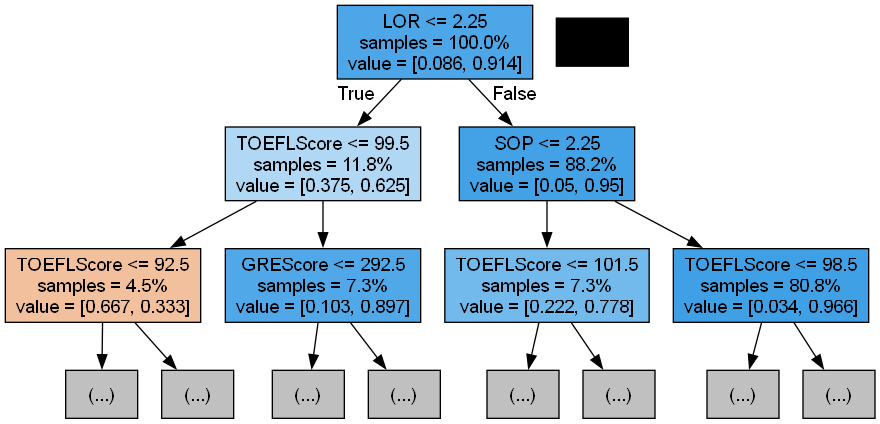 LOR <= 2.25
samples = 100.0%
value = [0.086, 0.914]
True
False
TOEFLScore <= 99.5
samples = 11.8%
value = [0.375, 0.625]
SOP <= 2.25
samples = 88.2%
value = [0.05, 0.95]
TOEFLScore <= 92.5
samples = 4.5%
value = [0.667, 0.333]
GREScore <= 292.5
samples = 7.3%
value = [0.103, 0.897]
TOEFLScore <= 101.5
samples = 7.3%
value = [0.222, 0.778]
TOEFLScore <= 98.5
samples = 80.8%
value = [0.034, 0.966]
(...)
(...)
(...)
(...)
(...)
(...)
(...)
(...)